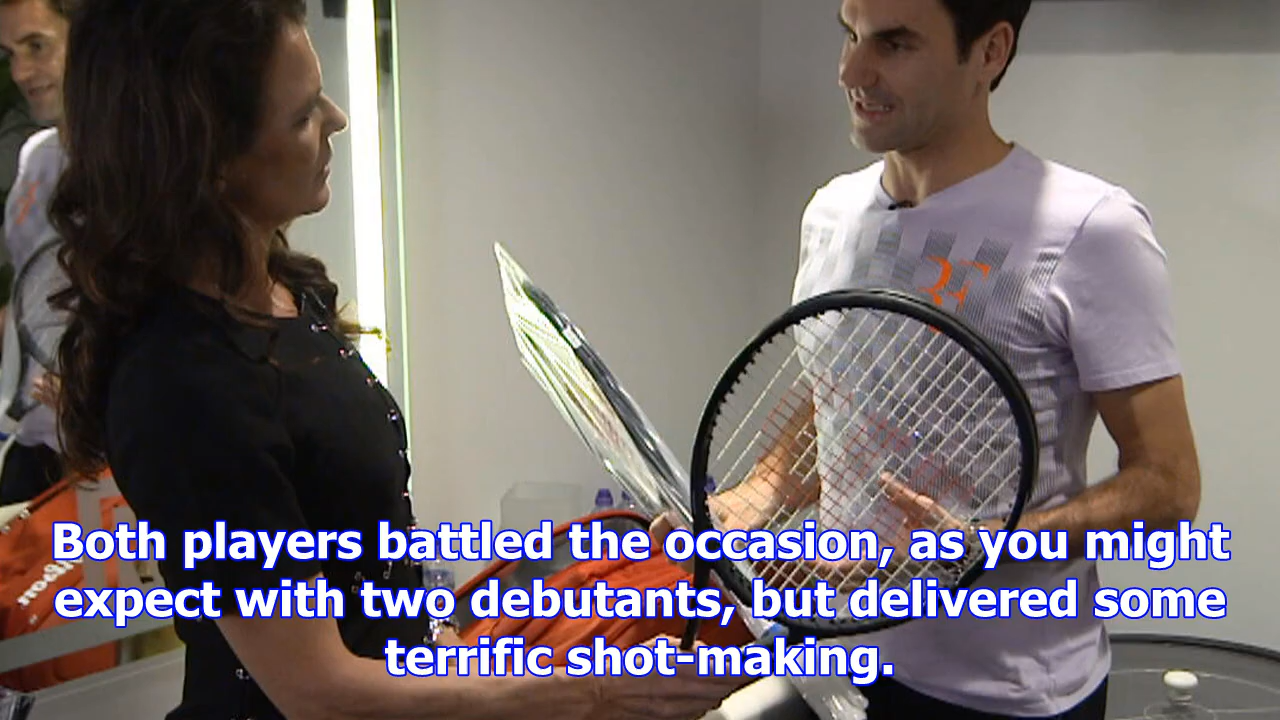 Both players battled the occasion, as you might
expect with two debutants, but delivered some
terrific shot-making.